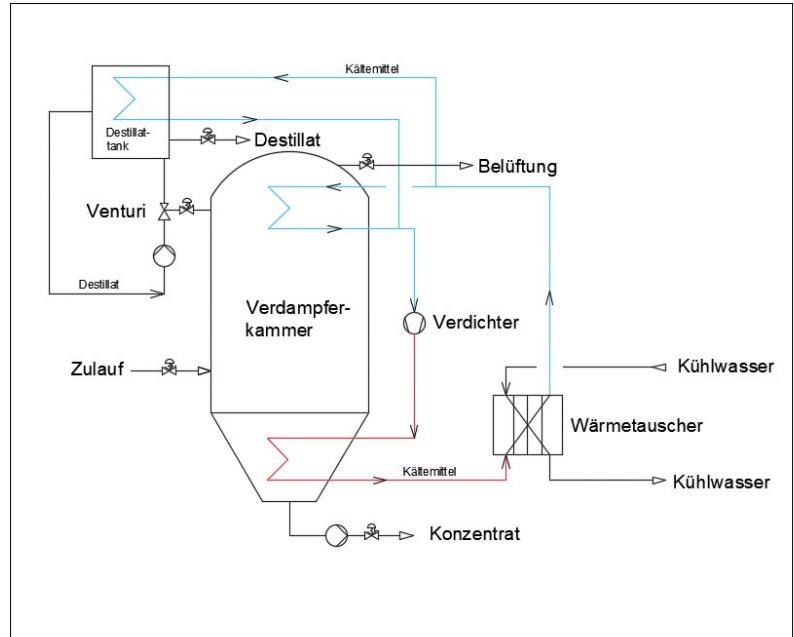 Kältemittel
Destillat-
tank
Destillat
Belüftung
Venturi
Destillat
Verdampfer-
kammer
Verdichter
Zulauf
Kühlwasser
Wärmetauscher
Kältemittel
Kühlwasser
Konzentrat